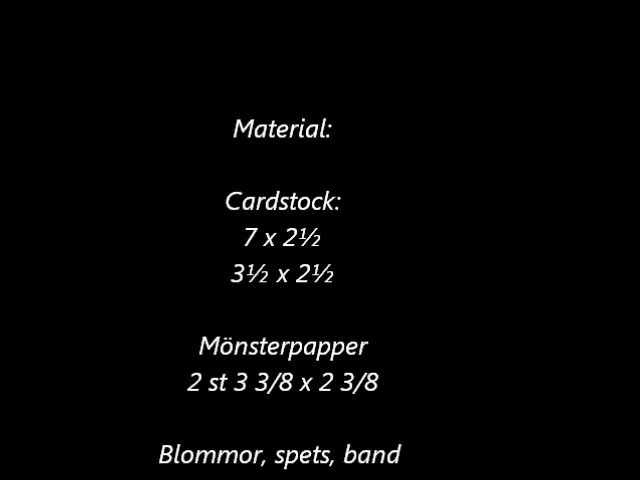 Material:
Cardstock:
7 x 2½
3½ x 2½
Mönsterpapper
2 st 3 3/8 x 2 3/8
Blommor, spets, band